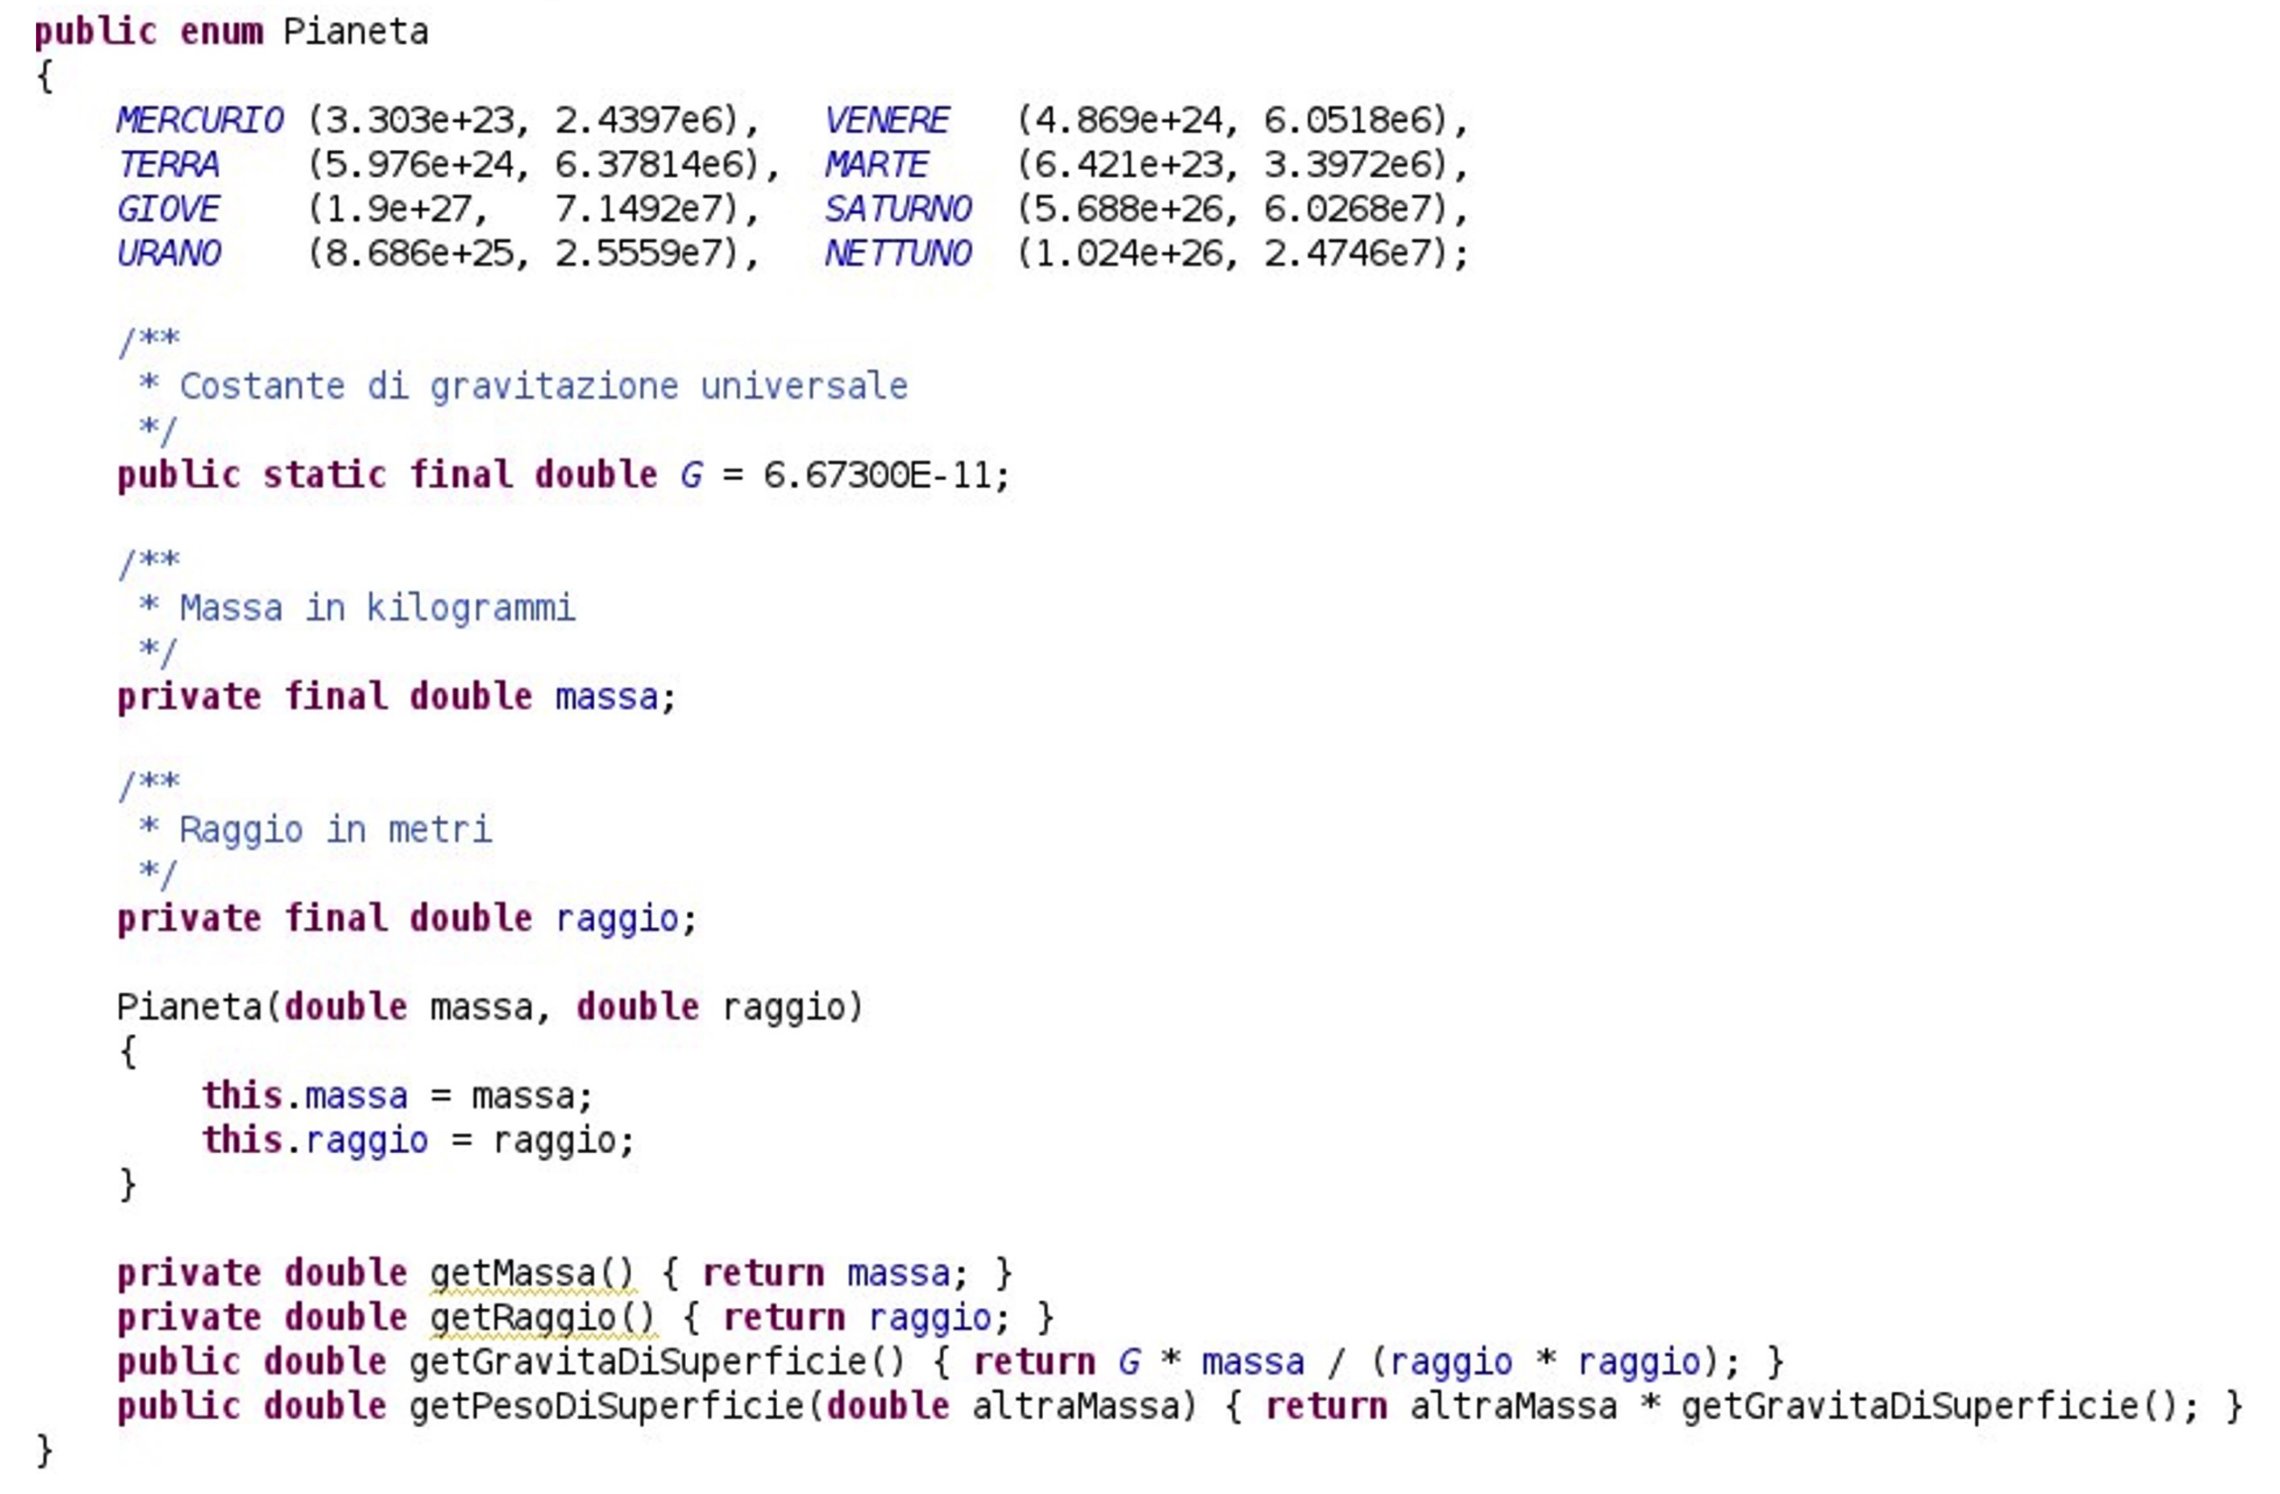 public enum Pianeta
{
    MERCURIO (3.303e+23, 2.4397e6),   VENERE   (4.869e+24, 6.0518e6),
    TERRA    (5.976e+24, 6.37814e6),  MARTE    (6.421e+23, 3.3972e6),
    GIOVE    (1.9e+27,   7.1492e7),   SATURNO  (5.688e+26, 6.0268e7),
    URANO    (8.686e+25, 2.5559e7),   NETTUNO  (1.024e+26, 2.4746e7);

    /**
     * Costante di gravitazione universale
     */
    public static final double G = 6.67300E-11;

    /**
     * Massa in kilogrammi
     */
    private final double massa;

    /**
     * Raggio in metri
     */
    private final double raggio;

    Pianeta(double massa, double raggio)
    {
        this.massa = massa;
        this.raggio = raggio;
    }

    private double getMassa() { return massa; }
    private double getRaggio() { return raggio; }
    public double getGravitaDiSuperficie() { return G * massa / (raggio * raggio); }
    public double getPesoDiSuperficie(double altraMassa) { return altraMassa * getGravitaDiSuperficie(); }
}